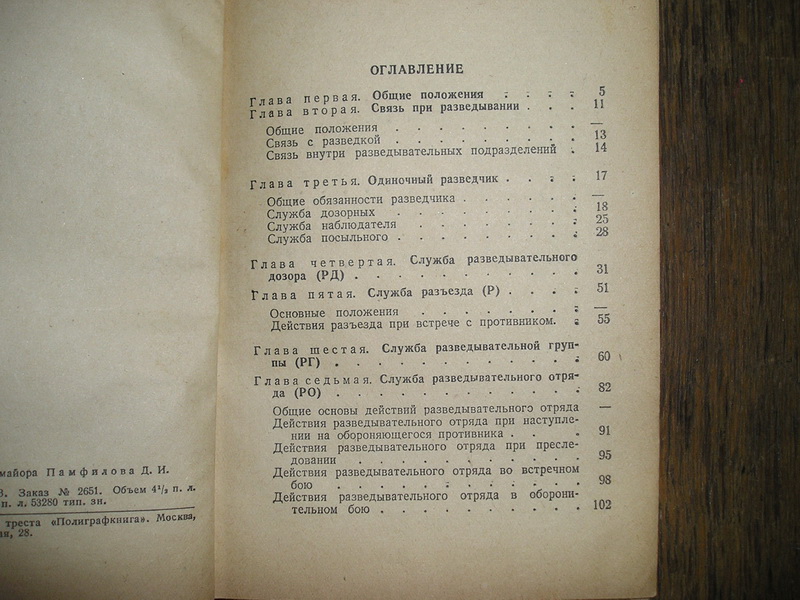 майора Памфилова Д. И.
3. Заказ № 2651. Объем 4½ п. л.
п. л. 53280 тип. зн.
треста «Полиграфкнига». Москва,
28.
ОГЛАВЛЕНИЕ
Глава первая. Общие положения . . . . 5
Глава вторая. Связь при разведывании . . . 11
Общие положения . . . . . . . . —
Связь с разведкой . . . . . . . . 13
Связь внутри разведывательных подразделений . 14
Глава третья. Одиночный разведчик . . . . 17
Общие обязанности разведчика . . . . . . —
Служба дозорных . . . . . . . . 18
Служба наблюдателя . . . . . . . 25
Служба посыльного . . . . . . . . 28
Глава четвертая. Служба разведывательного
дозора (РД) . . . . . . . . . . 31
Глава пятая. Служба разъезда (Р) . . . . 51
Основные положения . . . . . . . —
Действия разъезда при встрече с противником. . 55
Глава шестая. Служба разведывательной груп-
пы (РГ) . . . . . . . . . . . 60
Глава седьмая. Служба разведывательного отря-
да (РО) . . . . . . . . . . . 82
Общие основы действий разведывательного отряда —
Действия разведывательного отряда при наступле-
нии на обороняющегося противника . . . 91
Действия разведывательного отряда при пресле-
довании . . . . . . . . . . 95
Действия разведывательного отряда во встречном
бою . . . . . . . . . . . 98
Действия разведывательного отряда в оборони-
тельном бою . . . . . . . . . 102